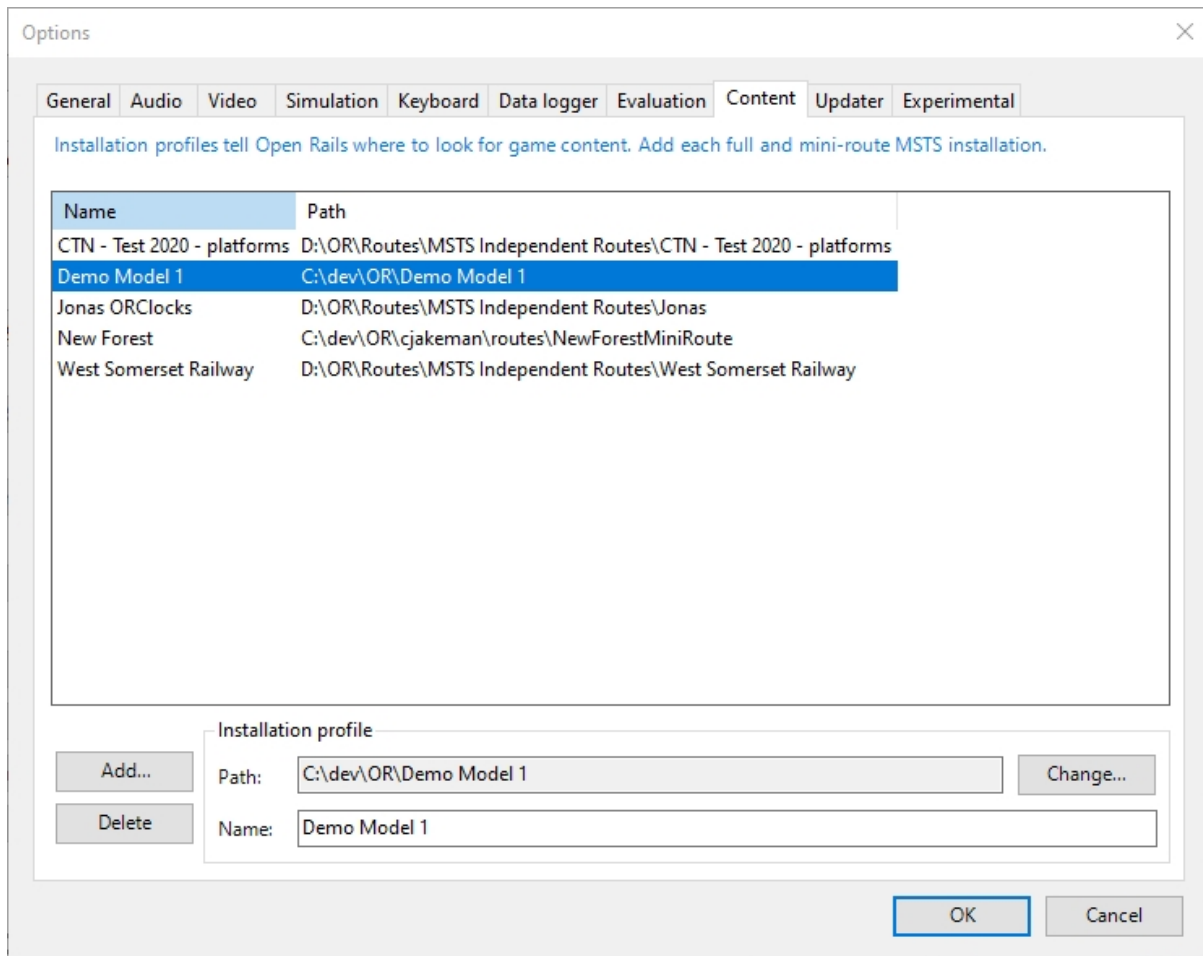 Options
General Audio Video Simulation Keyboard Data logger Evaluation Content Updater Experimental
Installation profiles tell Open Rails where to look for game content. Add each full and mini-route MSTS installation.
Name Path
CTN - Test 2020 - platforms D:\OR\Routes\MSTS Independent Routes\CTN - Test 2020 - platforms
Demo Model 1 C:\dev\OR\Demo Model 1
Jonas ORClocks D:\OR\Routes\MSTS Independent Routes\Jonas
New Forest C:\dev\OR\cjakeman\routes\NewForestMiniRoute
West Somerset Railway D:\OR\Routes\MSTS Independent Routes\West Somerset Railway
Installation profile
Add... Path: C:\dev\OR\Demo Model 1 Change...
Delete Name: Demo Model 1
OK Cancel